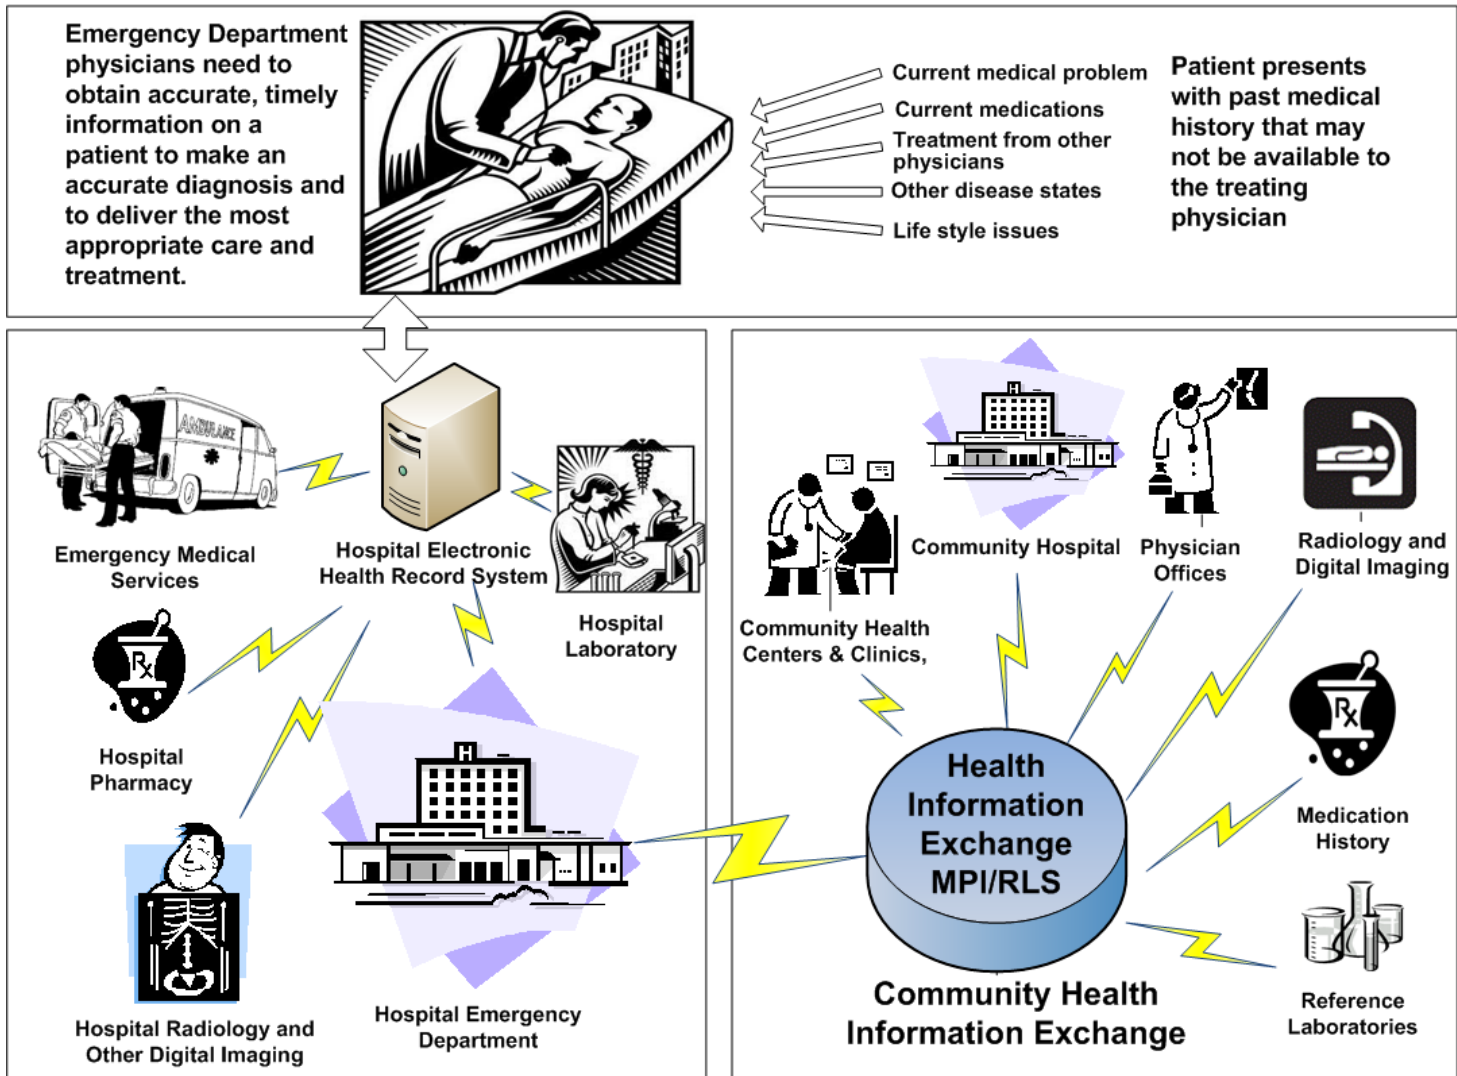 Emergency Department
physicians need to
obtain accurate, timely
information on a
patient to make an
accurate diagnosis and
to deliver the most
appropriate care and
treatment.
Current medical problem
Current medications
Treatment from other
physicians
Other disease states
Life style issues
Patient presents
with past medical
history that may
not be available to
the treating
physician
AMBULANCE
Emergency Medical
Services
Hospital Electronic
Health Record System
Hospital
Laboratory
Rx
Hospital
Pharmacy
H
Hospital Radiology and
Other Digital Imaging
Hospital Emergency
Department
H
Community Hospital
Physician
Offices
Radiology and
Digital Imaging
Community Health
Centers & Clinics,
Health
Information
Exchange
MPI/RLS
Rx
Medication
History
Reference
Laboratories
Community Health
Information Exchange